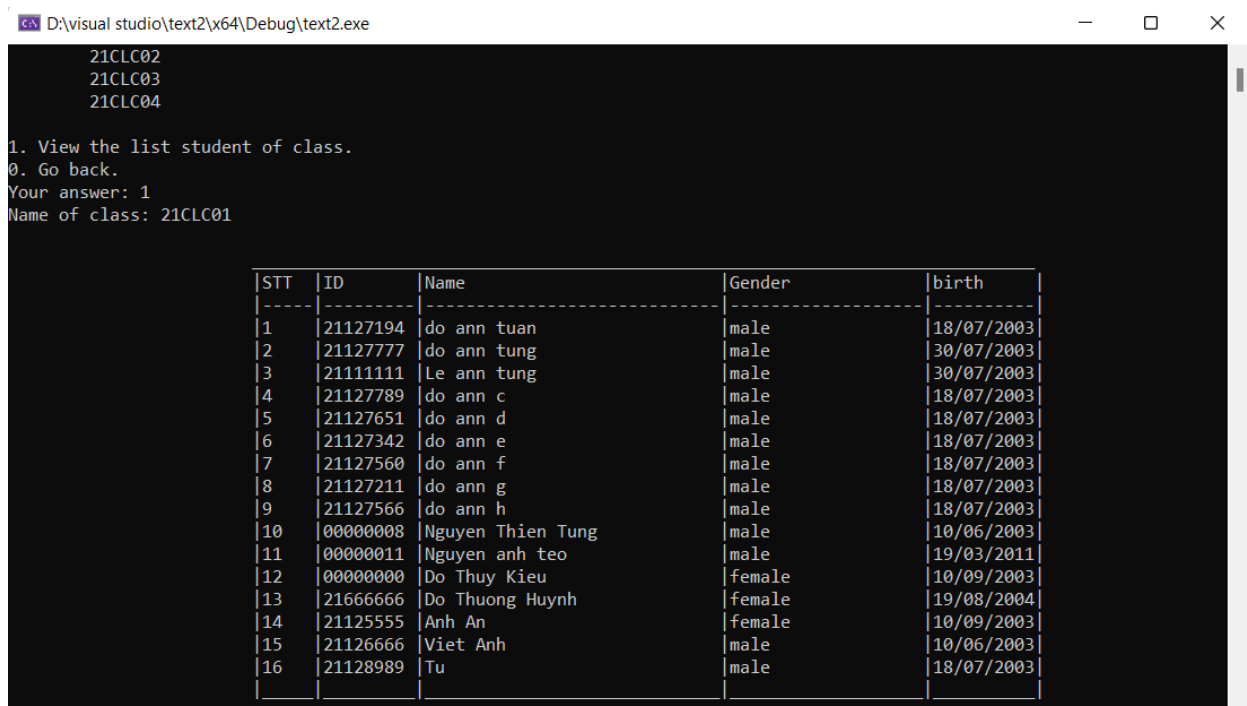 D:\visual studio\text2\x64\Debug\text2.exe
21CLC02
21CLC03
21CLC04
1. View the list student of class.
0. Go back.
Your answer: 1
Name of class: 21CLC01
|STT |ID |Name |Gender |birth |
|-----|---------|-----------------------------|-------------------|----------|
|1 |21127194 |do ann tuan |male |18/07/2003|
|2 |21127777 |do ann tung |male |30/07/2003|
|3 |21111111 |Le ann tung |male |30/07/2003|
|4 |21127789 |do ann c |male |18/07/2003|
|5 |21127651 |do ann d |male |18/07/2003|
|6 |21127342 |do ann e |male |18/07/2003|
|7 |21127560 |do ann f |male |18/07/2003|
|8 |21127211 |do ann g |male |18/07/2003|
|9 |21127566 |do ann h |male |18/07/2003|
|10 |00000008 |Nguyen Thien Tung |male |10/06/2003|
|11 |00000011 |Nguyen anh teo |male |19/03/2011|
|12 |00000000 |Do Thuy Kieu |female |10/09/2003|
|13 |21666666 |Do Thuong Huynh |female |19/08/2004|
|14 |21125555 |Anh An |female |10/09/2003|
|15 |21126666 |Viet Anh |male |10/06/2003|
|16 |21128989 |Tu |male |18/07/2003|